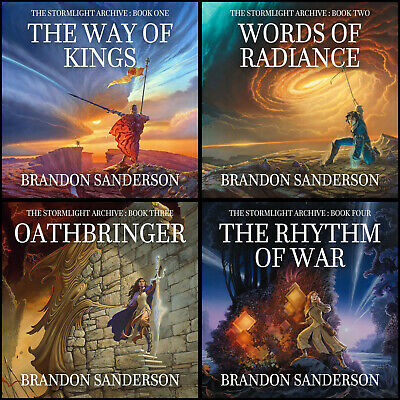 THE STORMLIGHT ARCHIVE : BOOK ONE
THE WAY OF
KINGS
BRANDON SANDERSON
THE STORMLIGHT ARCHIVE : BOOK TWO
WORDS OF
RADIANCE
BRANDON SANDERSON
THE STORMLIGHT ARCHIVE : BOOK THREE
OATHBRINGER
BRANDON SANDERSON
THE STORMLIGHT ARCHIVE : BOOK FOUR
THE RHYTHM
OF WAR
BRANDON SANDERSON